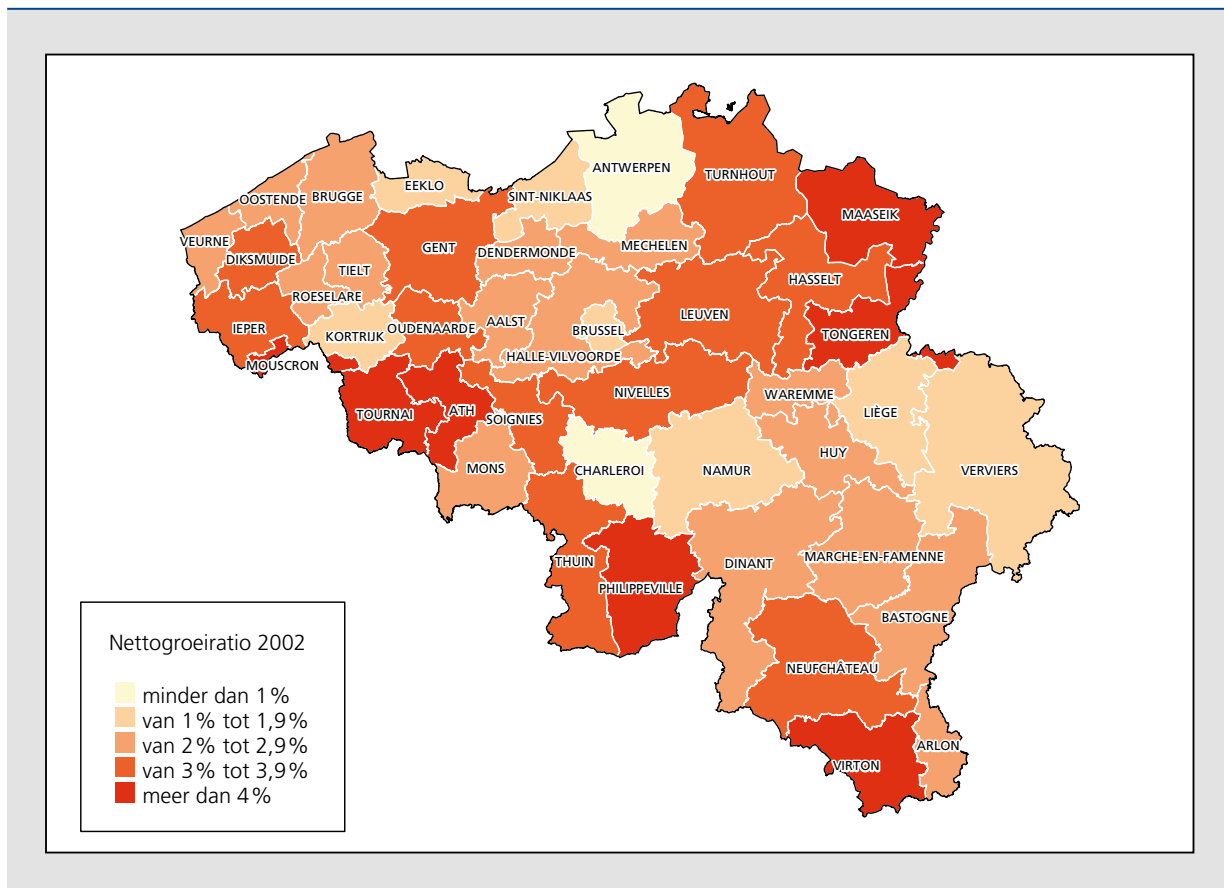 ANTWERPEN
TURNHOUT
EEKLO
SINT-NIKLAAS
OOSTENDE
BRUGGE
MAASEIK
VEURNE
GENT
MECHELEN
DENDERMONDE
DIKSMUIDE
TIELT
HASSELT
ROESELARE
LEUVEN
AALST
IEPER
OUDENAARDE
BRUSSEL
KORTRIJK
TONGEREN
HALLE-VILVOORDE
MOUSCRON
NIVELLES
WAREMME
TOURNAI
ATH
SOIGNIES
LIÈGE
HUY
MONS
CHARLEROI
NAMUR
VERVIERS
THUIN
DINANT
MARCHE-EN-FAMENNE
PHILIPPEVILLE
BASTOGNE
NEUFCHÂTEAU
ARLON
VIRTON
Nettogroeiratio 2002
minder dan 1%
van 1% tot 1,9%
van 2% tot 2,9%
van 3% tot 3,9%
meer dan 4%